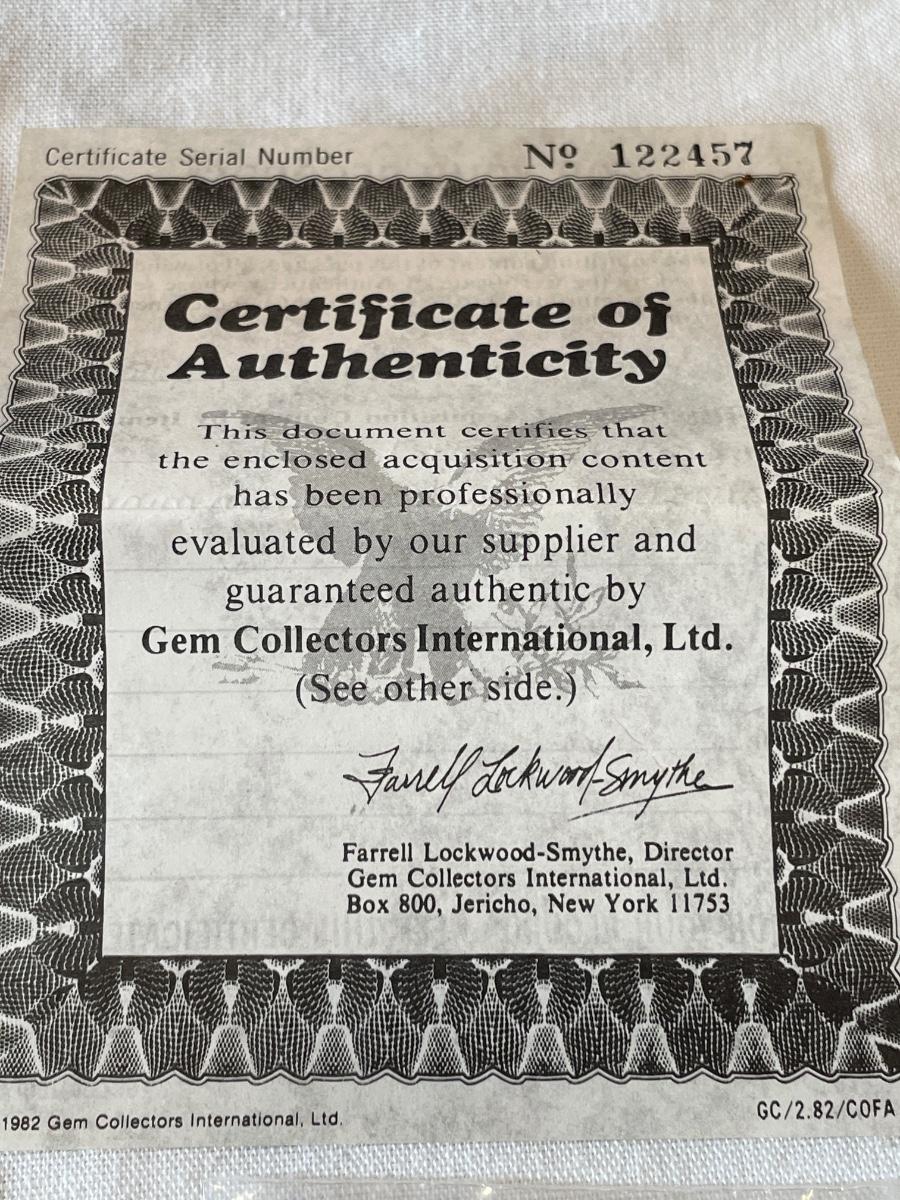 Certificate Serial Number Nº 122457
Certificate of
Authenticity
This document certifies that
the enclosed acquisition content
has been professionally
evaluated by our supplier and
guaranteed authentic by
Gem Collectors International, Ltd.
(See other side.)
Farrell Lockwood-Smythe
Farrell Lockwood-Smythe, Director
Gem Collectors International, Ltd.
Box 800, Jericho, New York 11753
1982 Gem Collectors International, Ltd.
GC/2.82/COFA